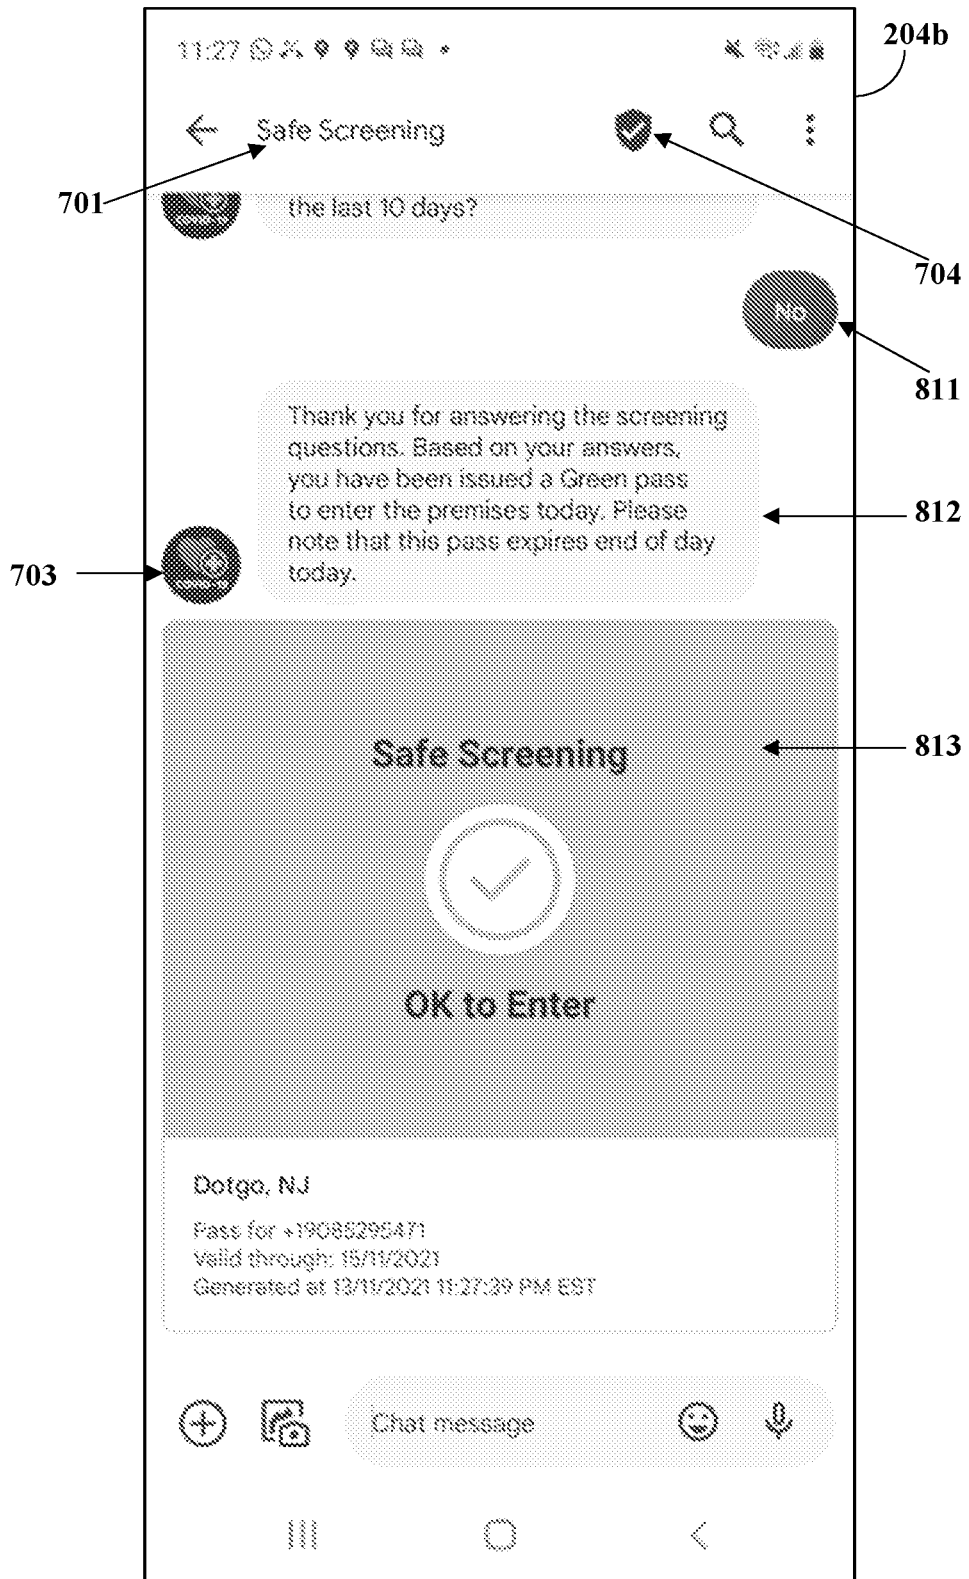 204b
11:27
Safe Screening
701
the last 10 days?
704
No
811
Thank you for answering the screening
questions. Based on your answers,
you have been issued a Green pass
to enter the premises today. Please
note that this pass expires end of day
today.
812
703
Safe Screening
813
OK to Enter
Dotgo, NJ
Pass for +19085295471
Valid through: 15/11/2021
Generated at 13/11/2021 11:27:39 PM EST
Chat message